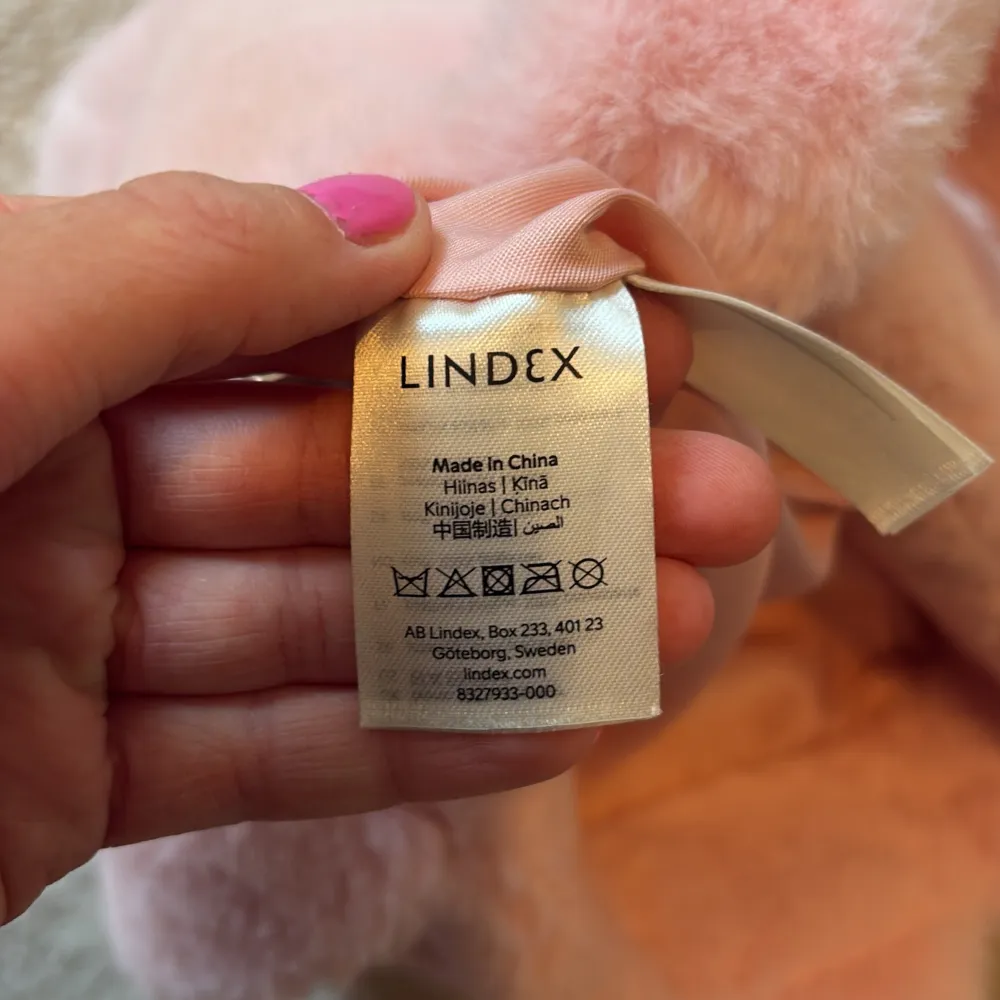 LINDEX
Made in China
Hiinas | Ķīnā
Kinijoje | Chinach
中国制造| الصين
AB Lindex, Box 233, 401 23
Göteborg, Sweden
lindex.com
8327933-000